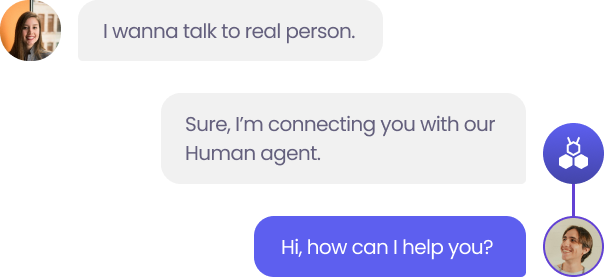 I wanna talk to real person.
Sure, I'm connecting you with our
Human agent.
Hi, how can I help you?